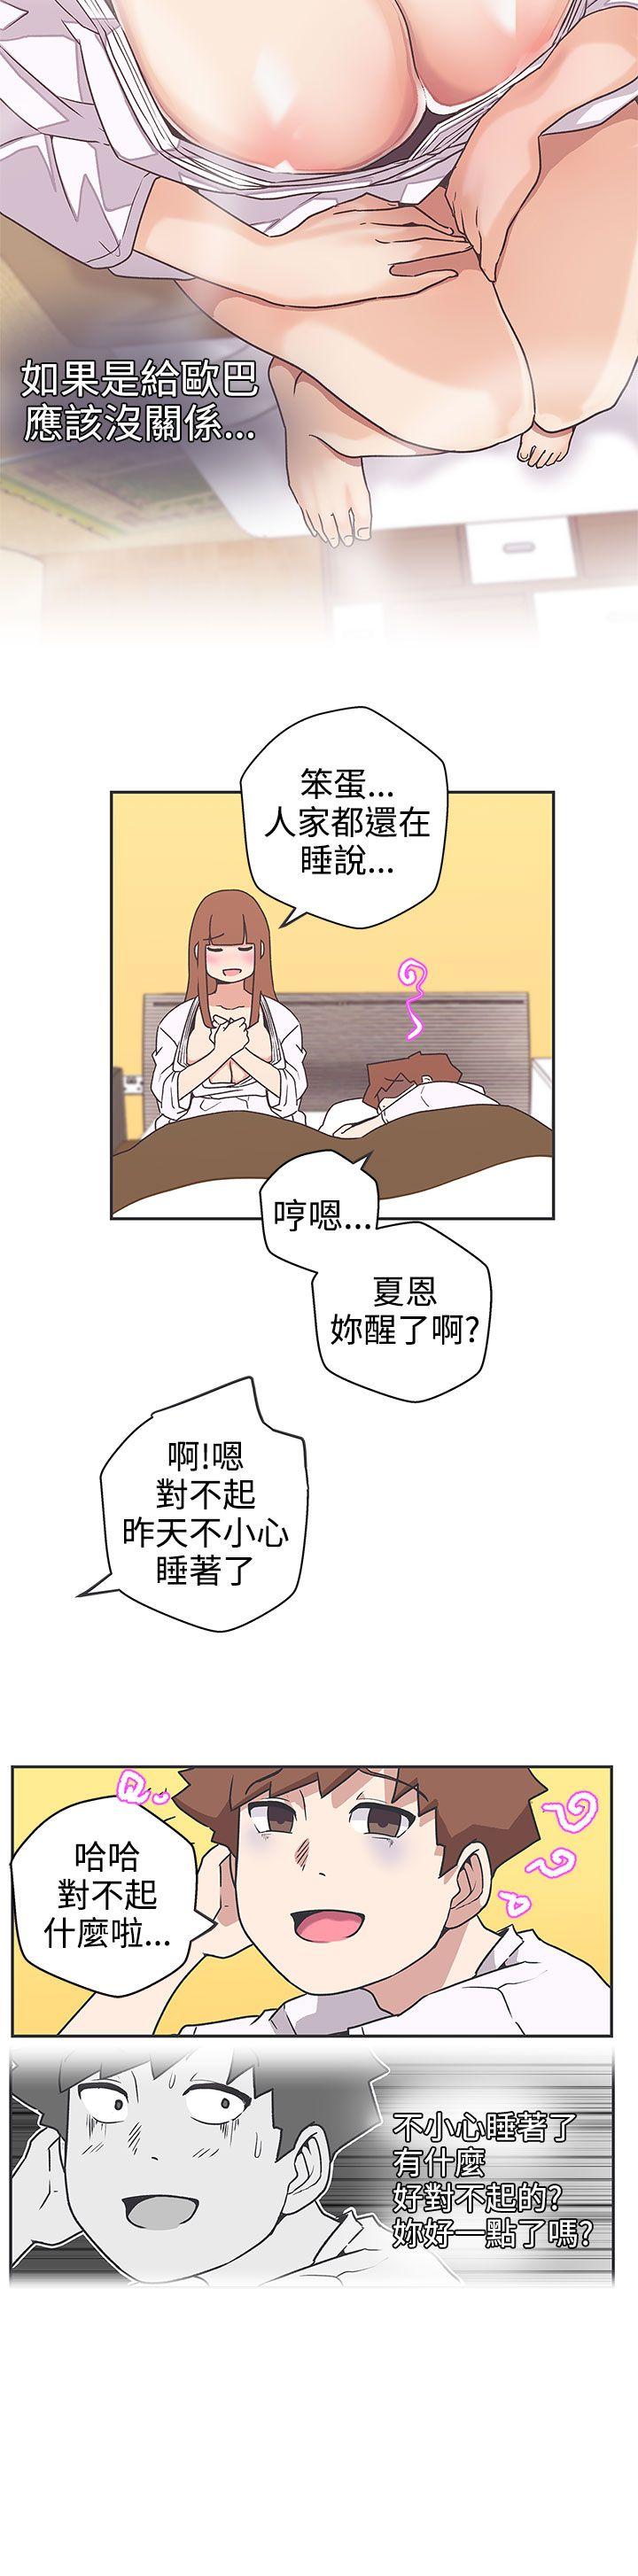 如果是給歐巴
應該沒關係...
笨蛋...
人家都還在
睡說...
哼嗯...
夏恩
妳醒了啊?
啊!嗯
對不起
昨天不小心
睡著了
哈哈
對不起
什麼啦...
不小心睡著了
有什麼
好對不起的?
妳好一點了嗎?